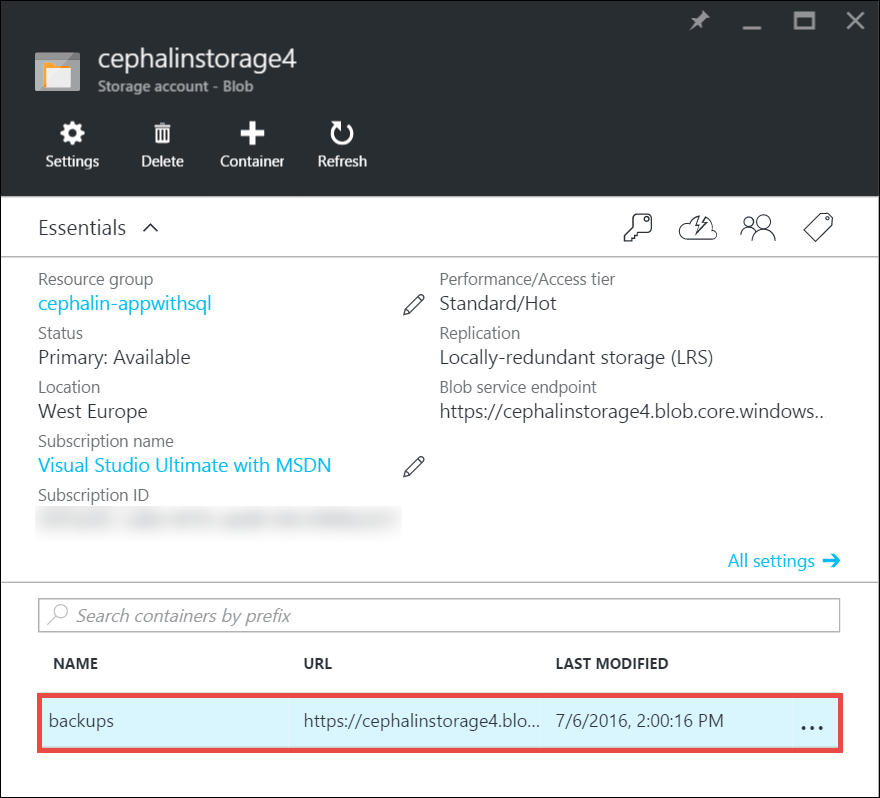 cephalinstorage4
Storage account - Blob
Settings Delete Container Refresh
Essentials
Resource group
cephalin-appwithsql
Performance/Access tier
Standard/Hot
Status
Primary: Available
Replication
Locally-redundant storage (LRS)
Location
West Europe
Blob service endpoint
https://cephalinstorage4.blob.core.windows..
Subscription name
Visual Studio Ultimate with MSDN
Subscription ID
All settings
Search containers by prefix
NAME URL LAST MODIFIED
backups https://cephalinstorage4.blo... 7/6/2016, 2:00:16 PM ...